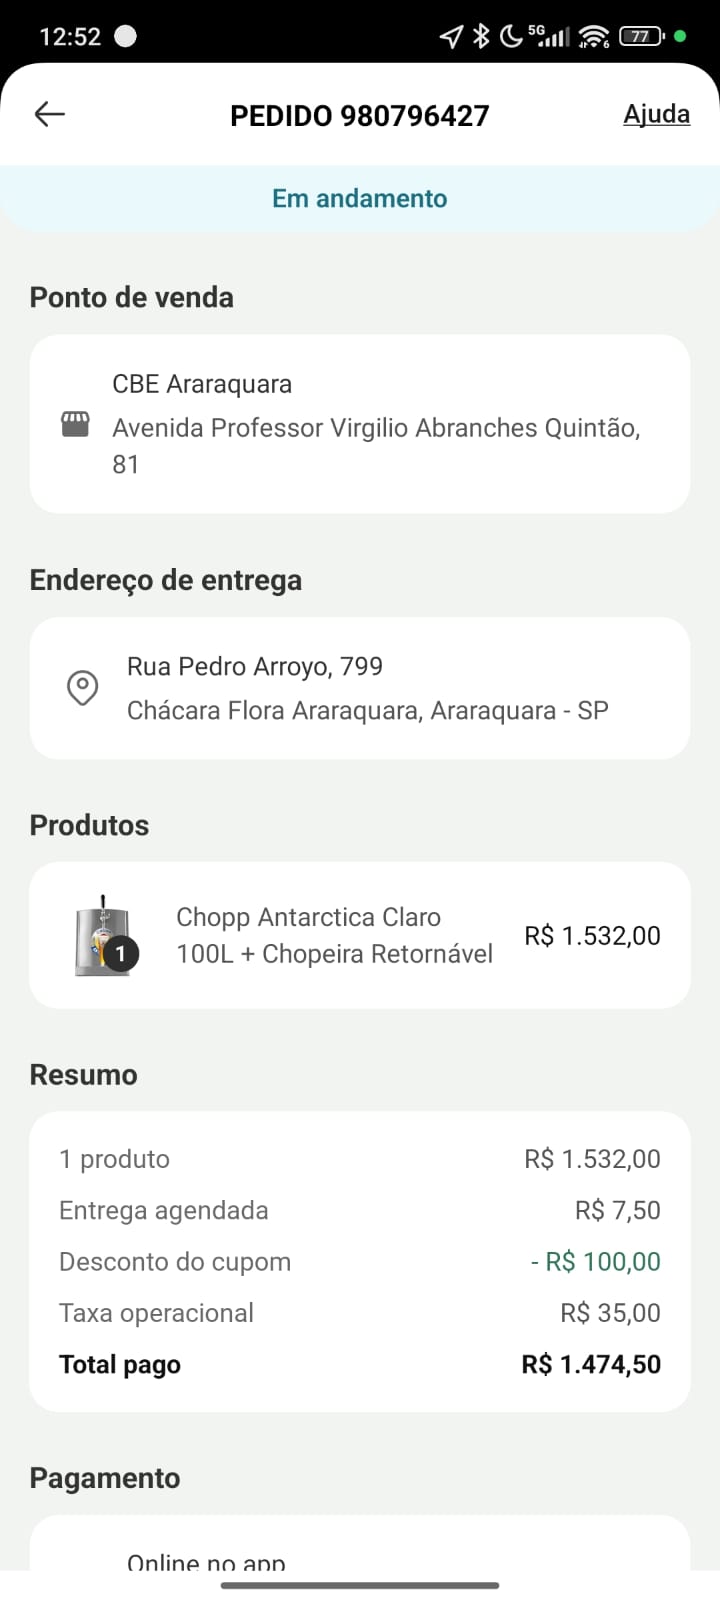 12:52
5G
6
77
PEDIDO 980796427
Ajuda
Em andamento
Ponto de venda
CBE Araraquara
Avenida Professor Virgilio Abranches Quintão,
81
Endereço de entrega
Rua Pedro Arroyo, 799
Chácara Flora Araraquara, Araraquara - SP
Produtos
1
Chopp Antarctica Claro
100L + Chopeira Retornável
R$ 1.532,00
Resumo
1 produto R$ 1.532,00
Entrega agendada R$ 7,50
Desconto do cupom - R$ 100,00
Taxa operacional R$ 35,00
Total pago R$ 1.474,50
Pagamento
Online no app